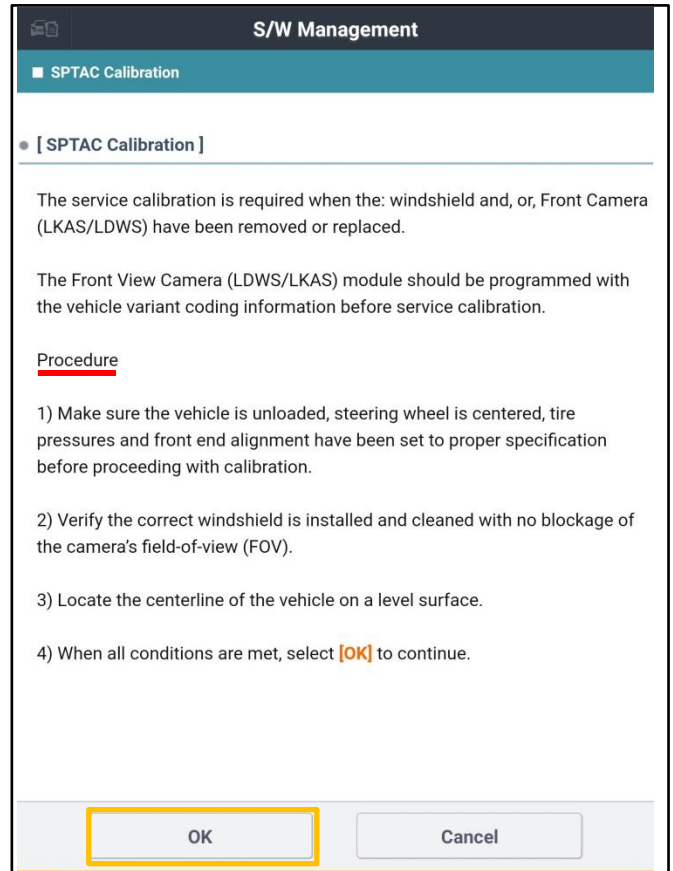 S/W Management
SPTAC Calibration
[ SPTAC Calibration ]
The service calibration is required when the: windshield and, or, Front Camera
(LKAS/LDWS) have been removed or replaced.
The Front View Camera (LDWS/LKAS) module should be programmed with
the vehicle variant coding information before service calibration.
Procedure
1) Make sure the vehicle is unloaded, steering wheel is centered, tire
pressures and front end alignment have been set to proper specification
before proceeding with calibration.
2) Verify the correct windshield is installed and cleaned with no blockage of
the camera’s field-of-view (FOV).
3) Locate the centerline of the vehicle on a level surface.
4) When all conditions are met, select [OK] to continue.
OK
Cancel